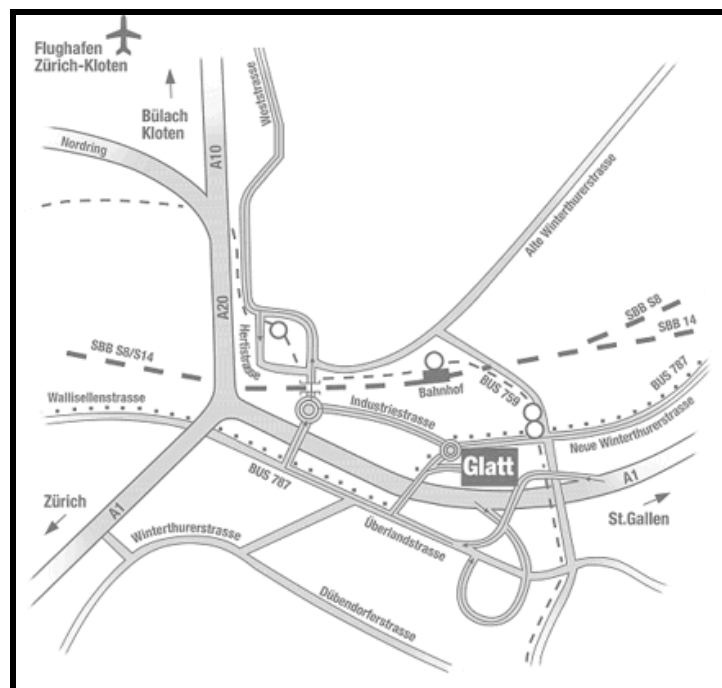 Flughafen
Zürich-Kloten
Bülach
Kloten
Weststrasse
Nordring
A10
Alte Winterthurerstrasse
A20
SBB S8
SBB 14
SBB S8/S14
Hertistrasse
Bahnhof
BUS 759
BUS 787
Wallisellenstrasse
Industriestrasse
Neue Winterthurerstrasse
Glatt
BUS 787
A1
Zürich
A1
St.Gallen
Überlandstrasse
Winterthurerstrasse
Dübendorferstrasse